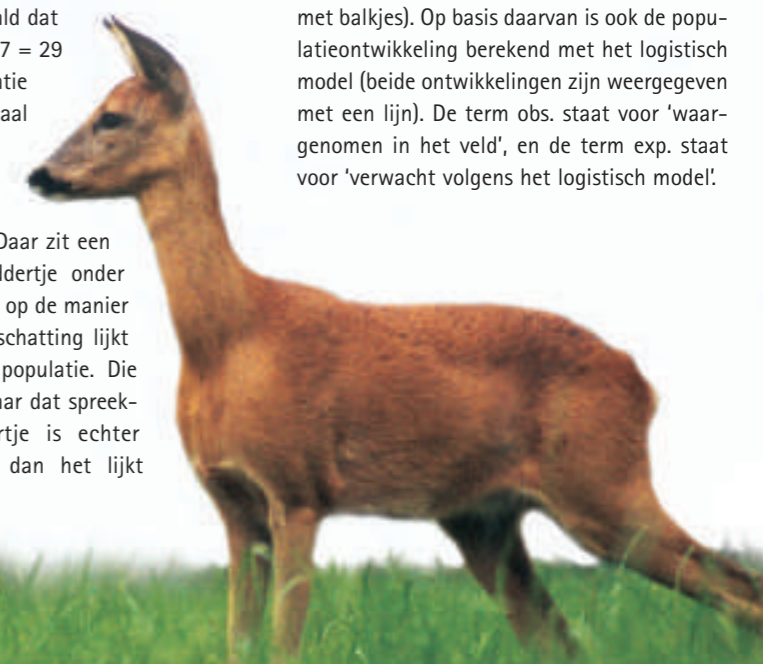 ald dat
7 = 29
atie
aal
Daar zit een
ldertje onder
op de manier
schatting lijkt
populatie. Die
ar dat spreek-
rtje is echter
dan het lijkt
met balkjes). Op basis daarvan is ook de popu-
latieontwikkeling berekend met het logistisch
model (beide ontwikkelingen zijn weergegeven
met een lijn). De term obs. staat voor 'waar-
genomen in het veld', en de term exp. staat
voor 'verwacht volgens het logistisch model'.